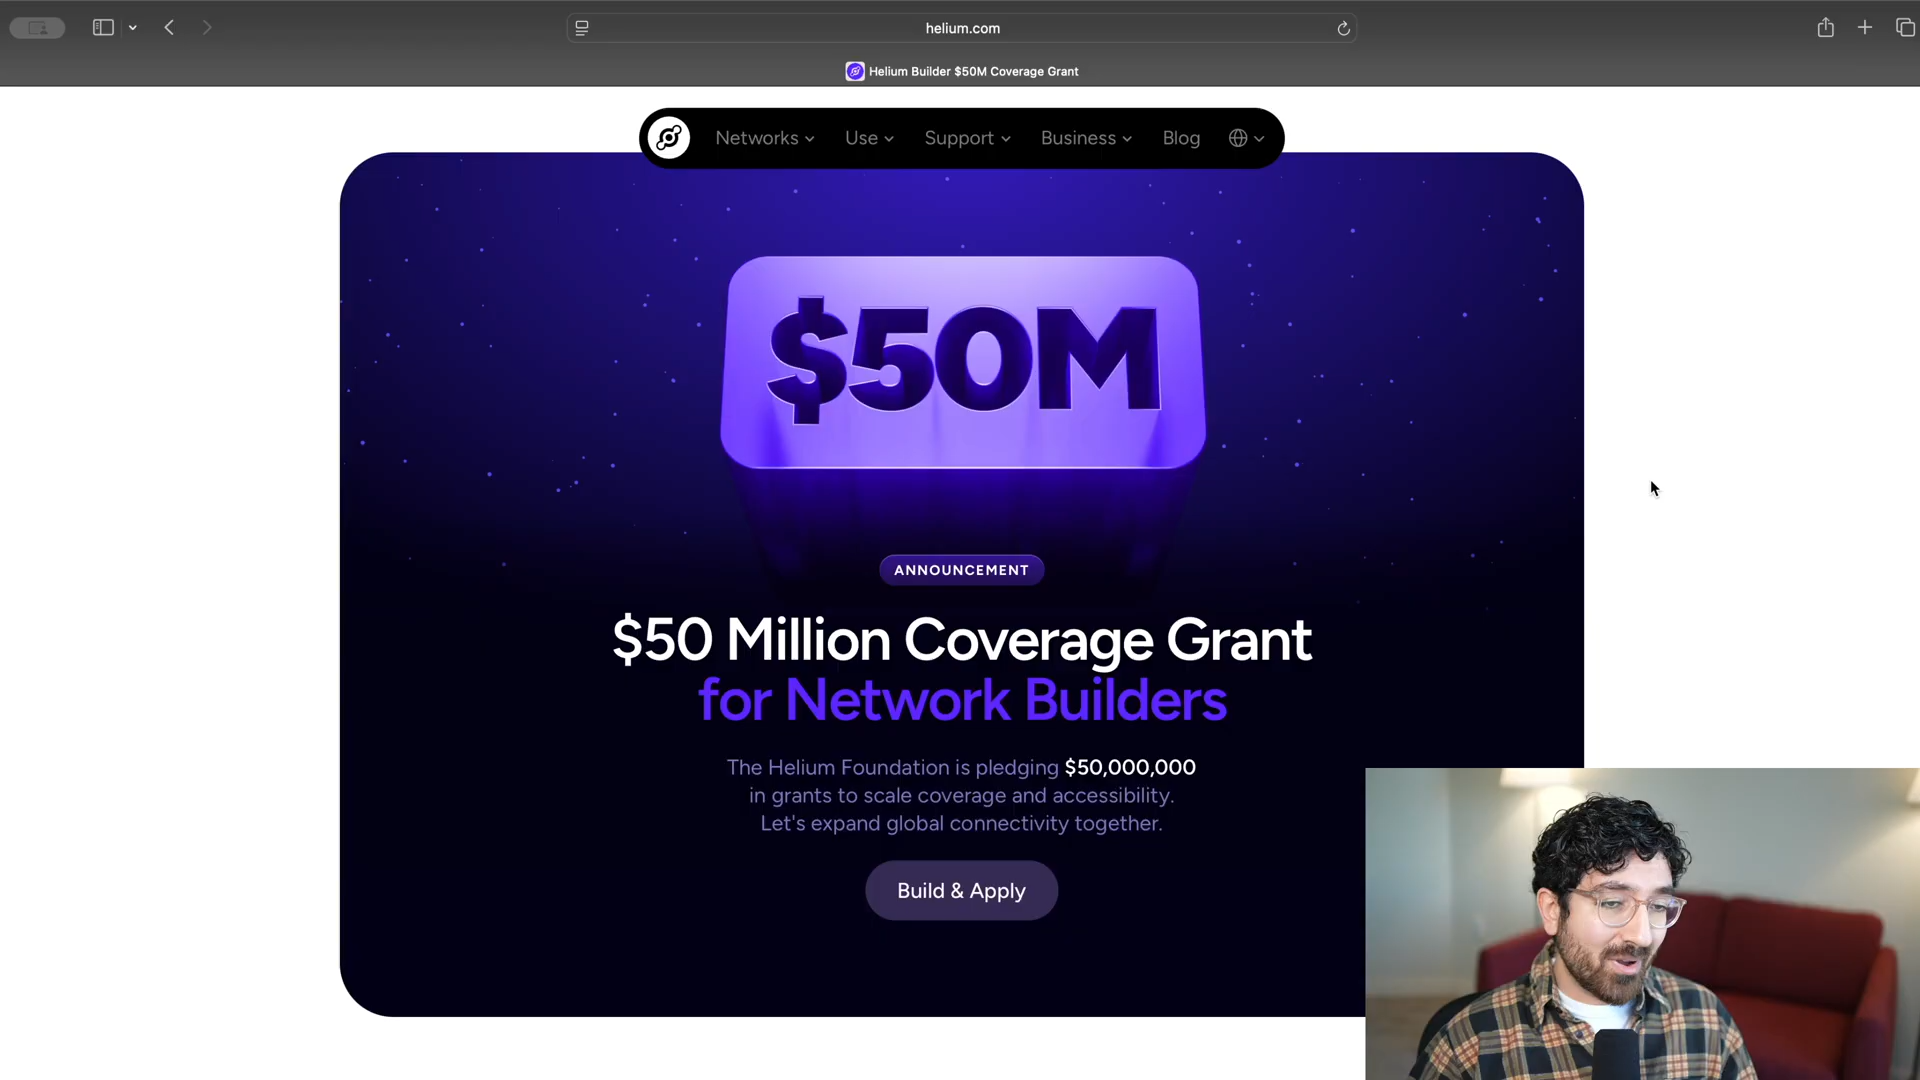 helium.com
Helium Builder $50M Coverage Grant
Networks Use Support Business Blog
$50M
ANNOUNCEMENT
$50 Million Coverage Grant
for Network Builders
The Helium Foundation is pledging $50,000,000
in grants to scale coverage and accessibility.
Let's expand global connectivity together.
Build & Apply